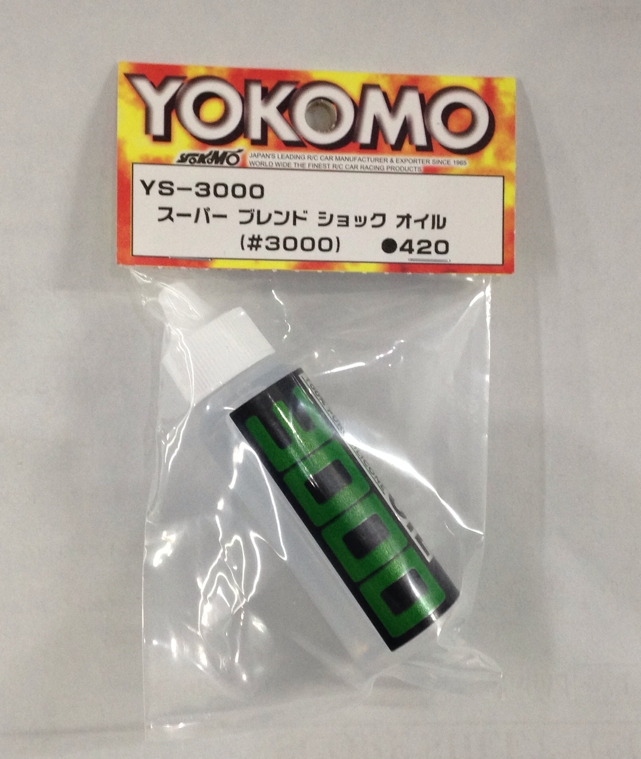 YOKOMO
YOKOMO
JAPAN'S LEADING R/C CAR MANUFACTURER & EXPORTER SINCE 1965
WORLD WIDE THE FINEST R/C CAR RACING PRODUCTS
YS-3000
スーパー ブレンド ショック オイル
(#3000) ●420
3000
OIL